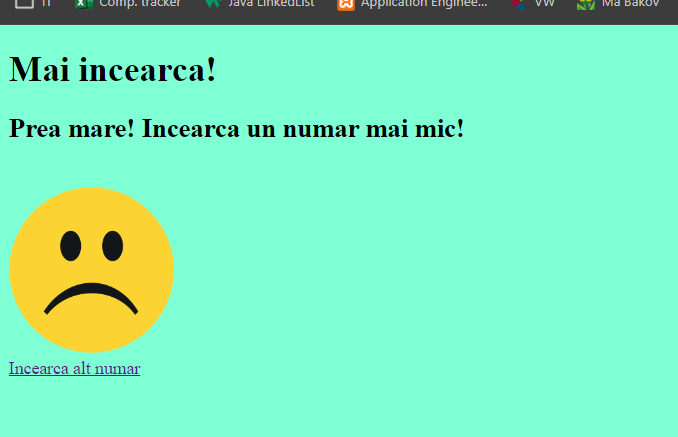 IT Comp. tracker Java LinkedList Application Enginee... VW Ma Bakov
Mai incearca!
Prea mare! Incearca un numar mai mic!
Incearca alt numar